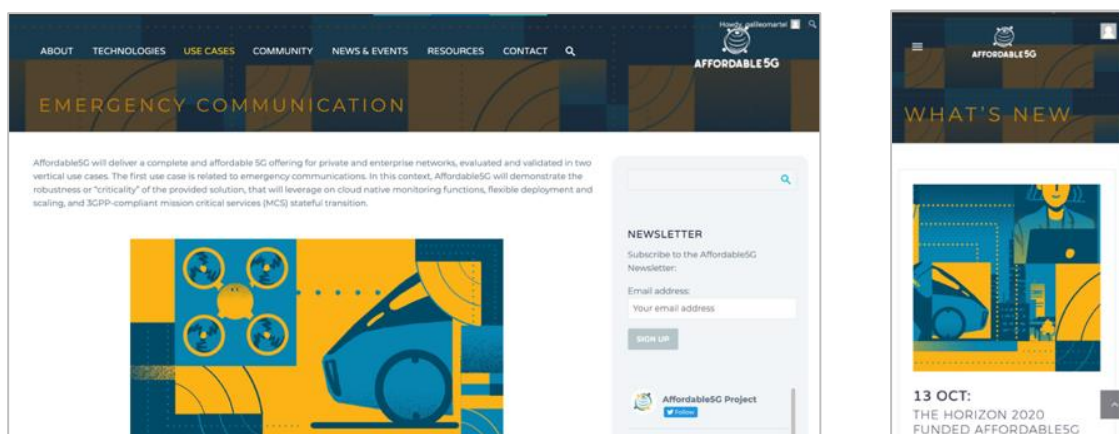 Howdy, galileomartel
ABOUT TECHNOLOGIES USE CASES COMMUNITY NEWS & EVENTS RESOURCES CONTACT
AFFORDABLE5G
EMERGENCY COMMUNICATION
Affordable5G will deliver a complete and affordable 5G offering for private and enterprise networks, evaluated and validated in two
vertical use cases. The first use case is related to emergency communications. In this context, Affordable5G will demonstrate the
robustness or "criticality" of the provided solution, that will leverage on cloud native monitoring functions, flexible deployment and
scaling, and 3GPP-compliant mission critical services (MCS) stateful transition.
NEWSLETTER
Subscribe to the Affordable5G
Newsletter:
Email address:
Your email address
SIGN UP
Affordable5G Project
Follow
AFFORDABLE5G
WHAT'S NEW
13 OCT:
THE HORIZON 2020
FUNDED AFFORDABLE5G